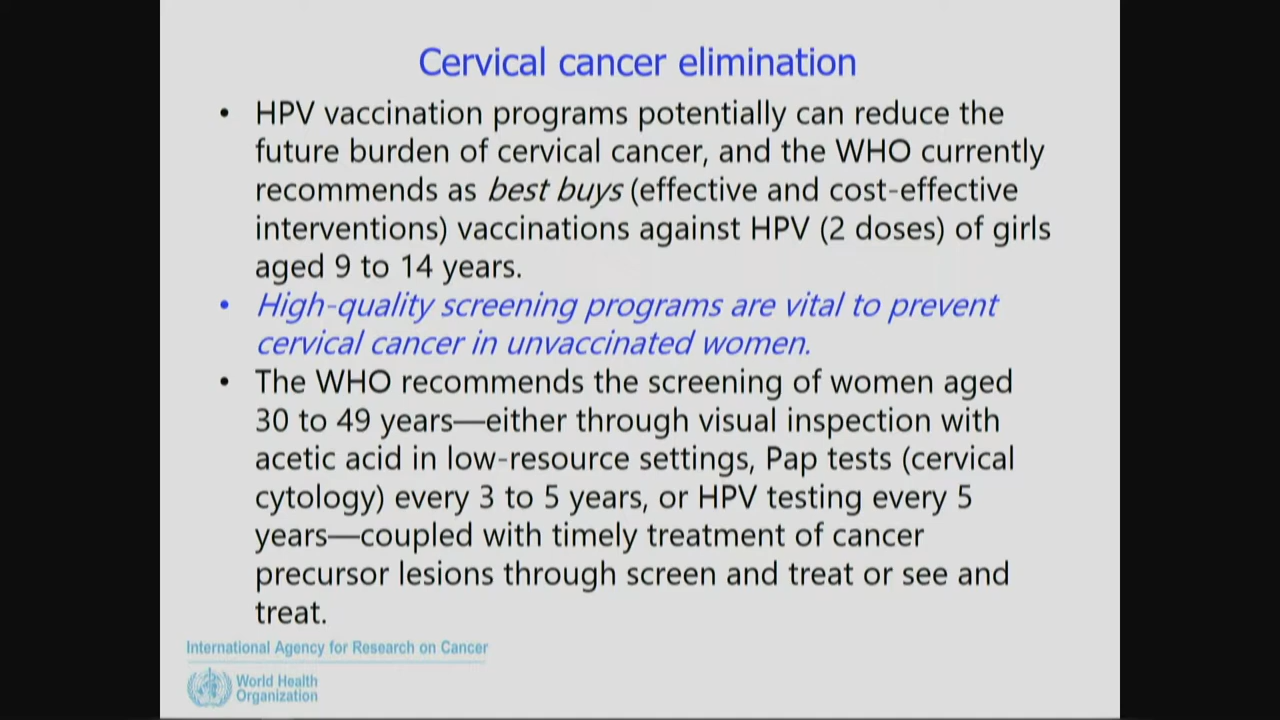 Cervical cancer elimination
• HPV vaccination programs potentially can reduce the
future burden of cervical cancer, and the WHO currently
recommends as best buys (effective and cost-effective
interventions) vaccinations against HPV (2 doses) of girls
aged 9 to 14 years.
• High-quality screening programs are vital to prevent
cervical cancer in unvaccinated women.
• The WHO recommends the screening of women aged
30 to 49 years—either through visual inspection with
acetic acid in low-resource settings, Pap tests (cervical
cytology) every 3 to 5 years, or HPV testing every 5
years—coupled with timely treatment of cancer
precursor lesions through screen and treat or see and
treat.
International Agency for Research on Cancer
World Health
Organization